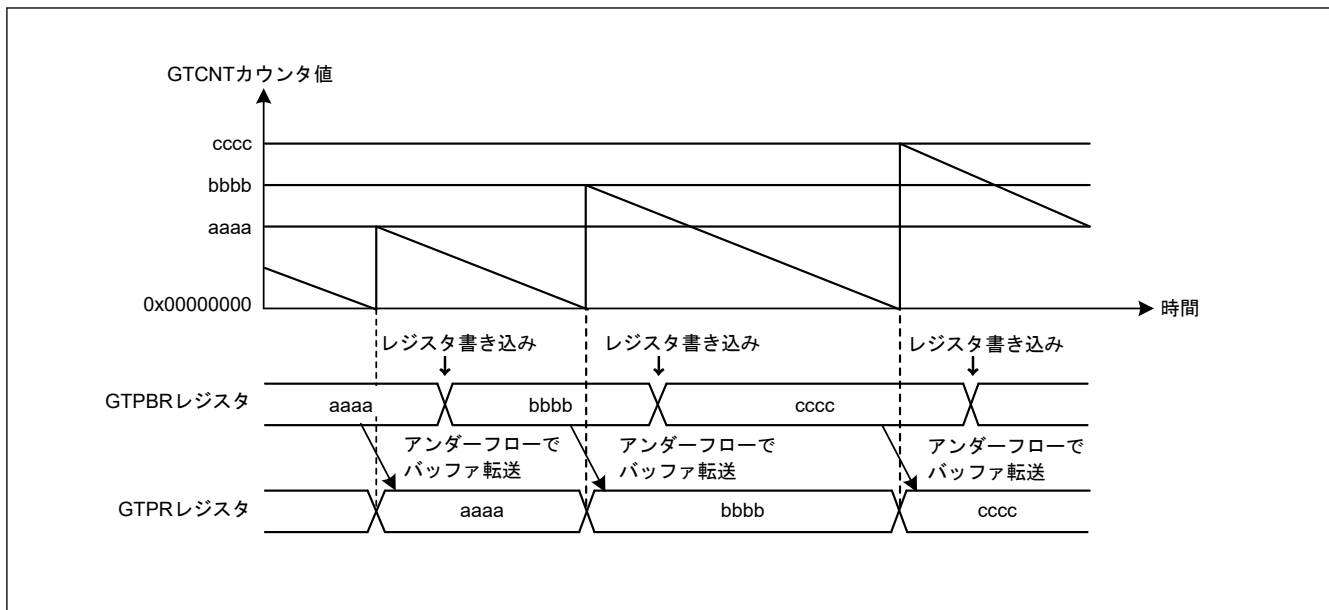 GTCNTカウンタ値
cccc
bbbb
aaaa
0x00000000
時間
レジスタ書き込み
レジスタ書き込み
レジスタ書き込み
GTPBRレジスタ
aaaa
bbbb
cccc
アンダーフローで
バッファ転送
アンダーフローで
バッファ転送
アンダーフローで
バッファ転送
GTPRレジスタ
aaaa
bbbb
cccc